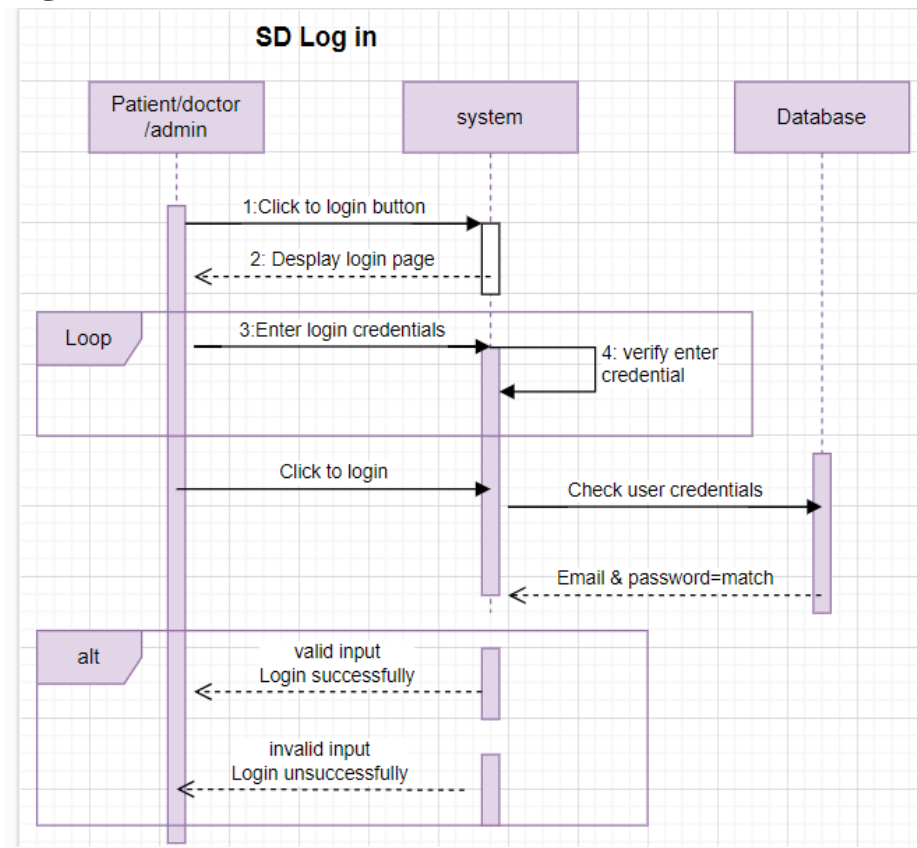 SD Log in
Patient/doctor
/admin
system
Database
1:Click to login button
2: Desplay login page
Loop
3:Enter login credentials
4: verify enter
credential
Click to login
Check user credentials
Email & password=match
alt
valid input
Login successfully
invalid input
Login unsuccessfully